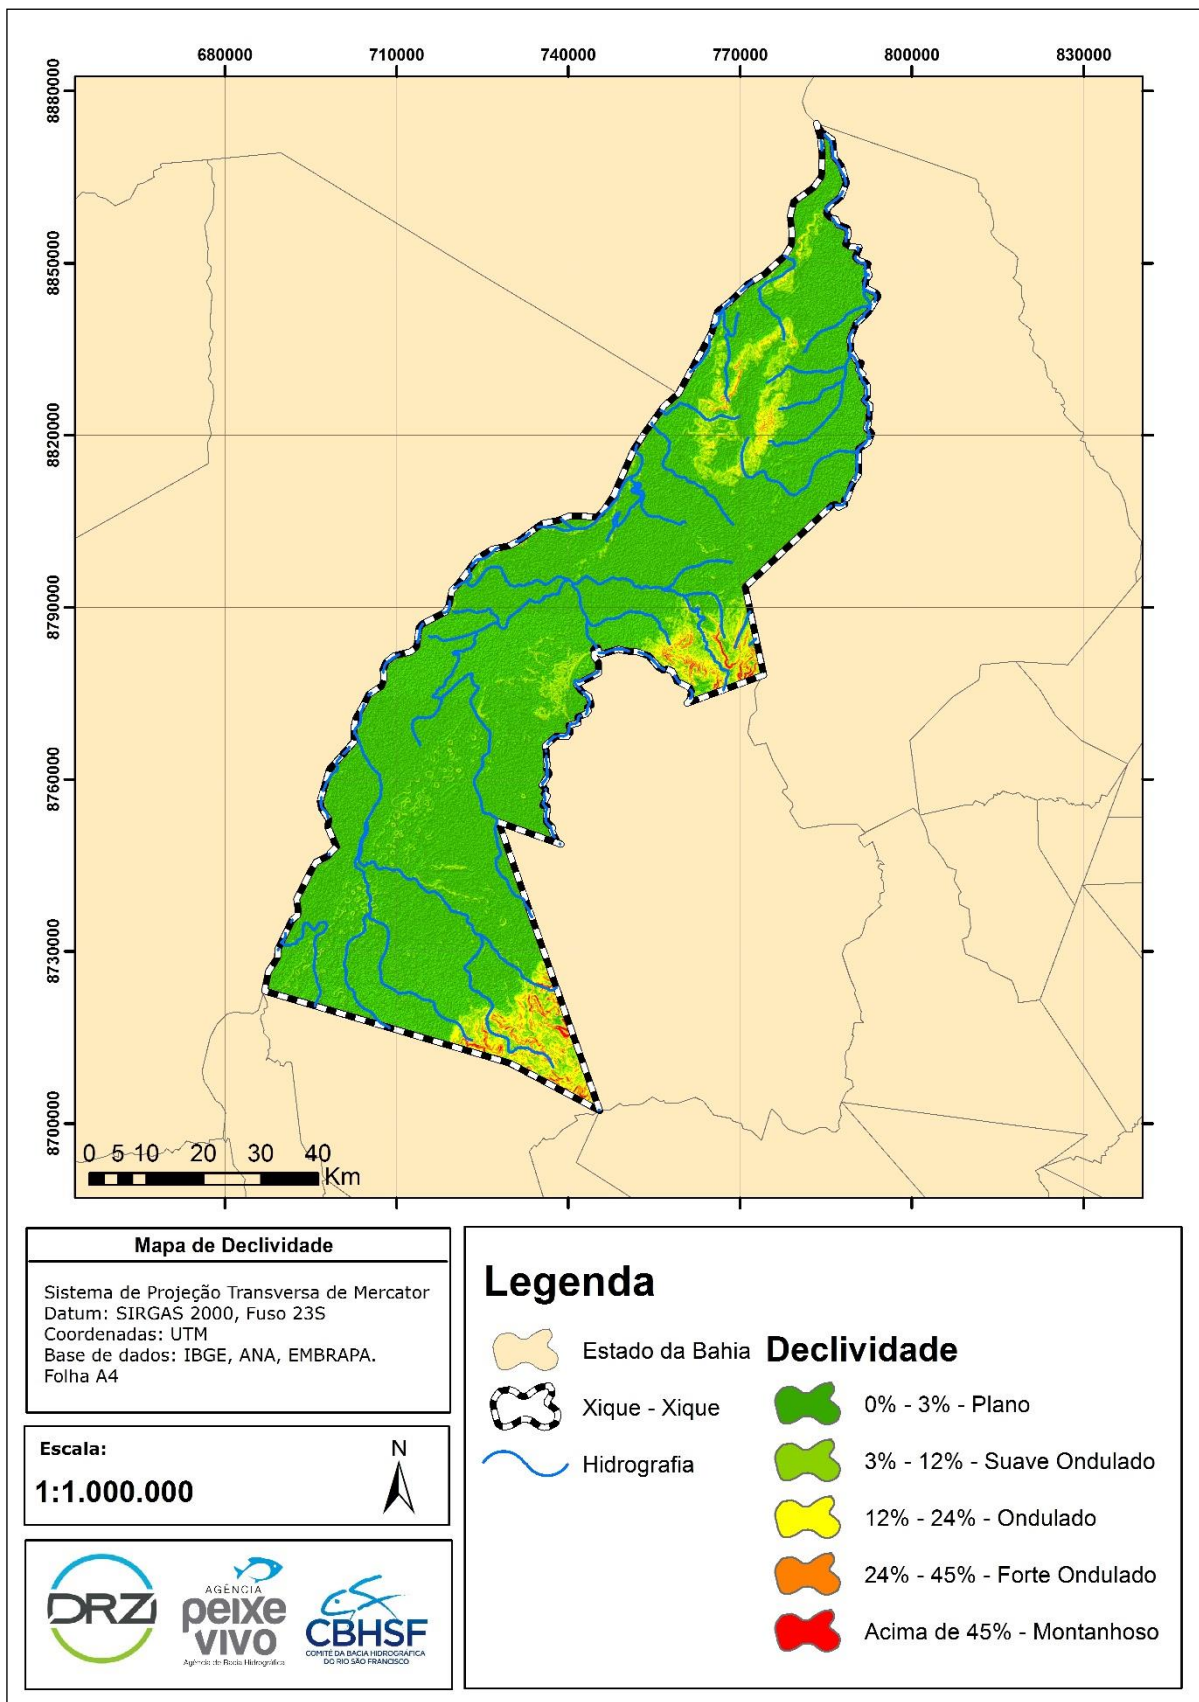 680000 710000 740000 770000 800000 830000
8880000
8850000
8820000
8790000
8760000
8730000
8700000
0 5 10 20 30 40
Km
Mapa de Declividade
Sistema de Projeção Transversa de Mercator
Datum: SIRGAS 2000, Fuso 23S
Coordenadas: UTM
Base de dados: IBGE, ANA, EMBRAPA.
Folha A4
Escala:
1:1.000.000
N
DRZ
AGÊNCIA
peixe
vivo
Agência de Bacia Hidrográfica
CBHSF
COMITÊ DA BACIA HIDROGRÁFICA
DO RIO SÃO FRANCISCO
Legenda
Estado da Bahia
Xique - Xique
Hidrografia
Declividade
0% - 3% - Plano
3% - 12% - Suave Ondulado
12% - 24% - Ondulado
24% - 45% - Forte Ondulado
Acima de 45% - Montanhoso